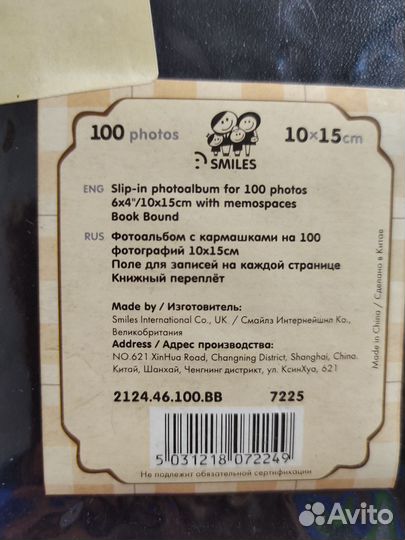 100 photos
10×15cm
SMILES
ENG Slip-in photoalbum for 100 photos
6x4"/10x15cm with memospaces
Book Bound
RUS Фотоальбом с кармашками на 100
фотографий 10х15см
Поле для записей на каждой странице
Книжный переплёт
Made by / Изготовитель:
Smiles International Co., UK / Смайлз Интернейшнл Ко.,
Великобритания
Address / Адрес производства:
NO.621 XinHua Road, Changning District, Shanghai, China.
Китай, Шанхай, Ченгнинг дистрикт, ул. КсинХуа, 621
2124.46.100.BB 7225
5 031218 072249
Не подлежит обязательной сертификации
Made in China / Сделано в Китае
Avito